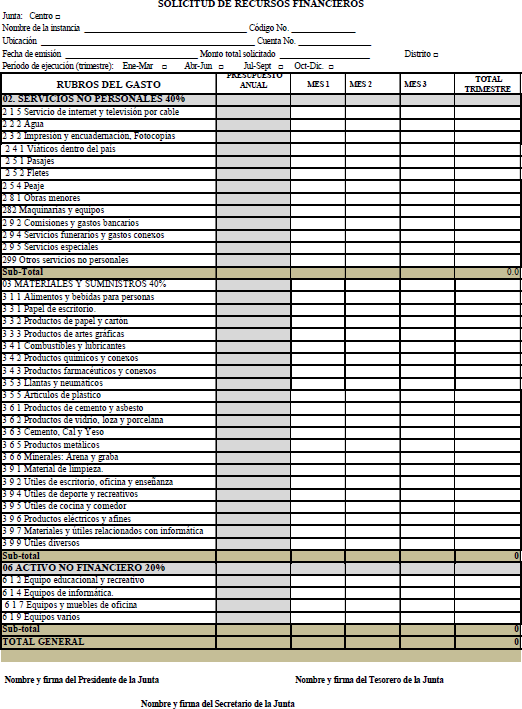 SOLICITUD DE RECURSOS FINANCIEROS
Junta: Centro □
Nombre de la instancia ____________________ Código No. ____________
Ubicación ____________________ Cuenta No. ____________
Fecha de emisión ____________________ Monto total solicitado ____________________ Distrito □
Período de ejecución (trimestre): Ene-Mar □ Abr-Jun □ Jul-Sept □ Oct-Dic. □
RUBROS DEL GASTO PRESUPUESTO ANUAL MES 1 MES 2 MES 3 TOTAL TRIMESTRE
02. SERVICIOS NO PERSONALES 40%
2 1 5 Servicio de internet y televisión por cable
2 2 2 Agua
2 3 2 Impresión y encuadernación, Fotocopias
2 4 1 Viáticos dentro del país
2 5 1 Pasajes
2 5 2 Fletes
2 5 4 Peaje
2 8 1 Obras menores
282 Maquinarias y equipos
2 9 2 Comisiones y gastos bancarios
2 9 4 Servicios funerarios y gastos conexos
2 9 5 Servicios especiales
299 Otros servicios no personales
Sub-Total 0.0
03 MATERIALES Y SUMINISTROS 40%
3 1 1 Alimentos y bebidas para personas
3 3 1 Papel de escritorio.
3 3 2 Productos de papel y cartón
3 3 3 Productos de artes gráficas
3 4 1 Combustibles y lubricantes
3 4 2 Productos químicos y conexos
3 4 3 Productos farmacéuticos y conexos
3 5 3 Llantas y neumáticos
3 5 5 Artículos de plástico
3 6 1 Productos de cemento y asbesto
3 6 2 Productos de vidrio, loza y porcelana
3 6 3 Cemento, Cal y Yeso
3 6 5 Productos metálicos
3 6 6 Minerales: Arena y graba
3 9 1 Material de limpieza.
3 9 2 Útiles de escritorio, oficina y enseñanza
3 9 4 Útiles de deporte y recreativos
3 9 5 Útiles de cocina y comedor
3 9 6 Productos eléctricos y afines
3 9 7 Materiales y útiles relacionados con informática
3 9 9 Útiles diversos
Sub-total 0
06 ACTIVO NO FINANCIERO 20%
6 1 2 Equipo educacional y recreativo
6 1 4 Equipos de informática.
6 1 7 Equipos y muebles de oficina
6 1 9 Equipos varios
Sub-total 0
TOTAL GENERAL 0
Nombre y firma del Presidente de la Junta Nombre y firma del Tesorero de la Junta
Nombre y firma del Secretario de la Junta